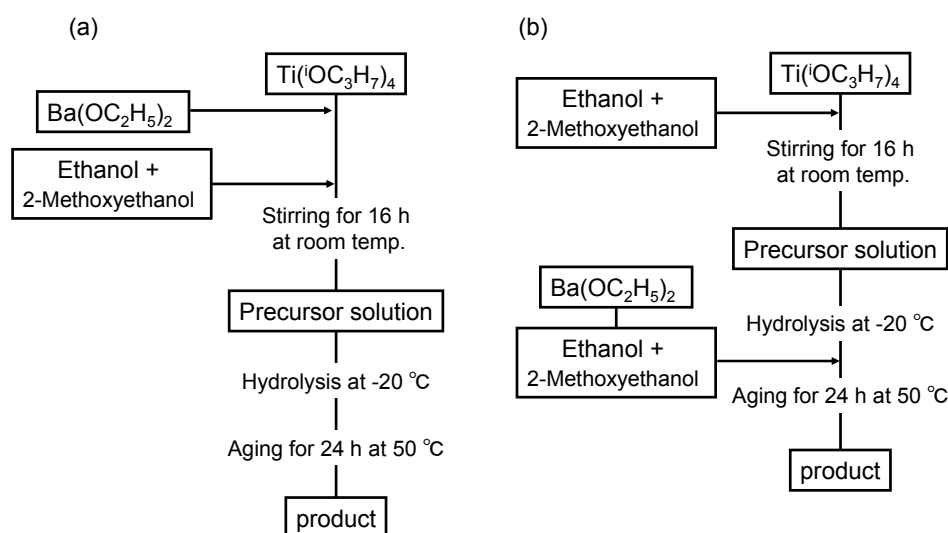 (a)
Ti(ⁱOC₃H₇)₄
Ba(OC₂H₅)₂
Ethanol +
2-Methoxyethanol
Stirring for 16 h
at room temp.
Precursor solution
Hydrolysis at -20 ℃
Aging for 24 h at 50 ℃
product
(b)
Ti(ⁱOC₃H₇)₄
Ethanol +
2-Methoxyethanol
Stirring for 16 h
at room temp.
Precursor solution
Ba(OC₂H₅)₂
Hydrolysis at -20 ℃
Ethanol +
2-Methoxyethanol
Aging for 24 h at 50 ℃
product